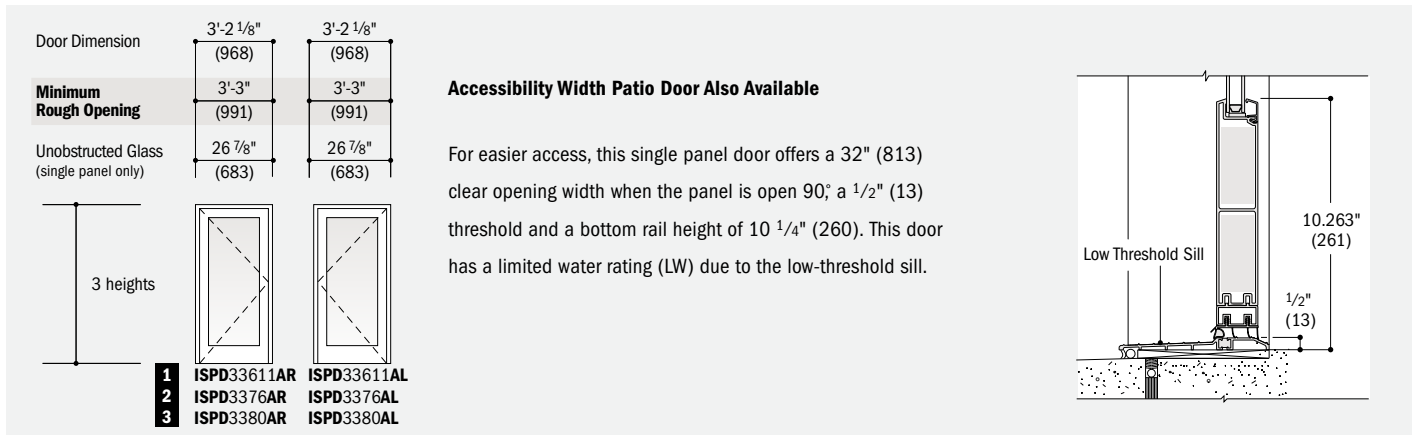 Door Dimension
3'-2 1/8"
(968)
3'-2 1/8"
(968)
Minimum
Rough Opening
3'-3"
(991)
3'-3"
(991)
Unobstructed Glass
(single panel only)
26 7/8"
(683)
26 7/8"
(683)
3 heights
1 ISPD33611AR ISPD33611AL
2 ISPD3376AR ISPD3376AL
3 ISPD3380AR ISPD3380AL
Accessibility Width Patio Door Also Available
For easier access, this single panel door offers a 32" (813)
clear opening width when the panel is open 90°, a 1/2" (13)
threshold and a bottom rail height of 10 1/4" (260). This door
has a limited water rating (LW) due to the low-threshold sill.
Low Threshold Sill
10.263"
(261)
1/2"
(13)